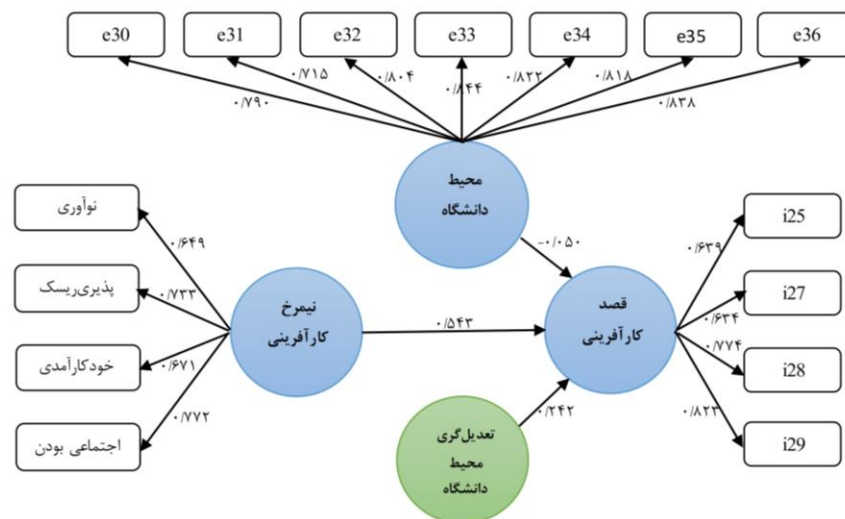 e30
e31
e32
e33
e34
e35
e36
۰/۷۹۰
۰/۷۱۵
۰/۸۰۴
۰/۸۴۴
۰/۸۲۲
۰/۸۱۸
۰/۸۳۸
محیط
دانشگاه
نوآوری
پذیری‌ریسک
خودکارآمدی
اجتماعی بودن
۰/۶۴۹
۰/۷۳۳
۰/۶۷۱
۰/۷۷۲
نیمرخ
کارآفرینی
۰/۵۴۳
-۰/۰۵۰
قصد
کارآفرینی
۰/۲۴۲
تعدیل‌گری
محیط
دانشگاه
۰/۶۳۹
۰/۶۳۴
۰/۷۷۴
۰/۸۲۳
i25
i27
i28
i29